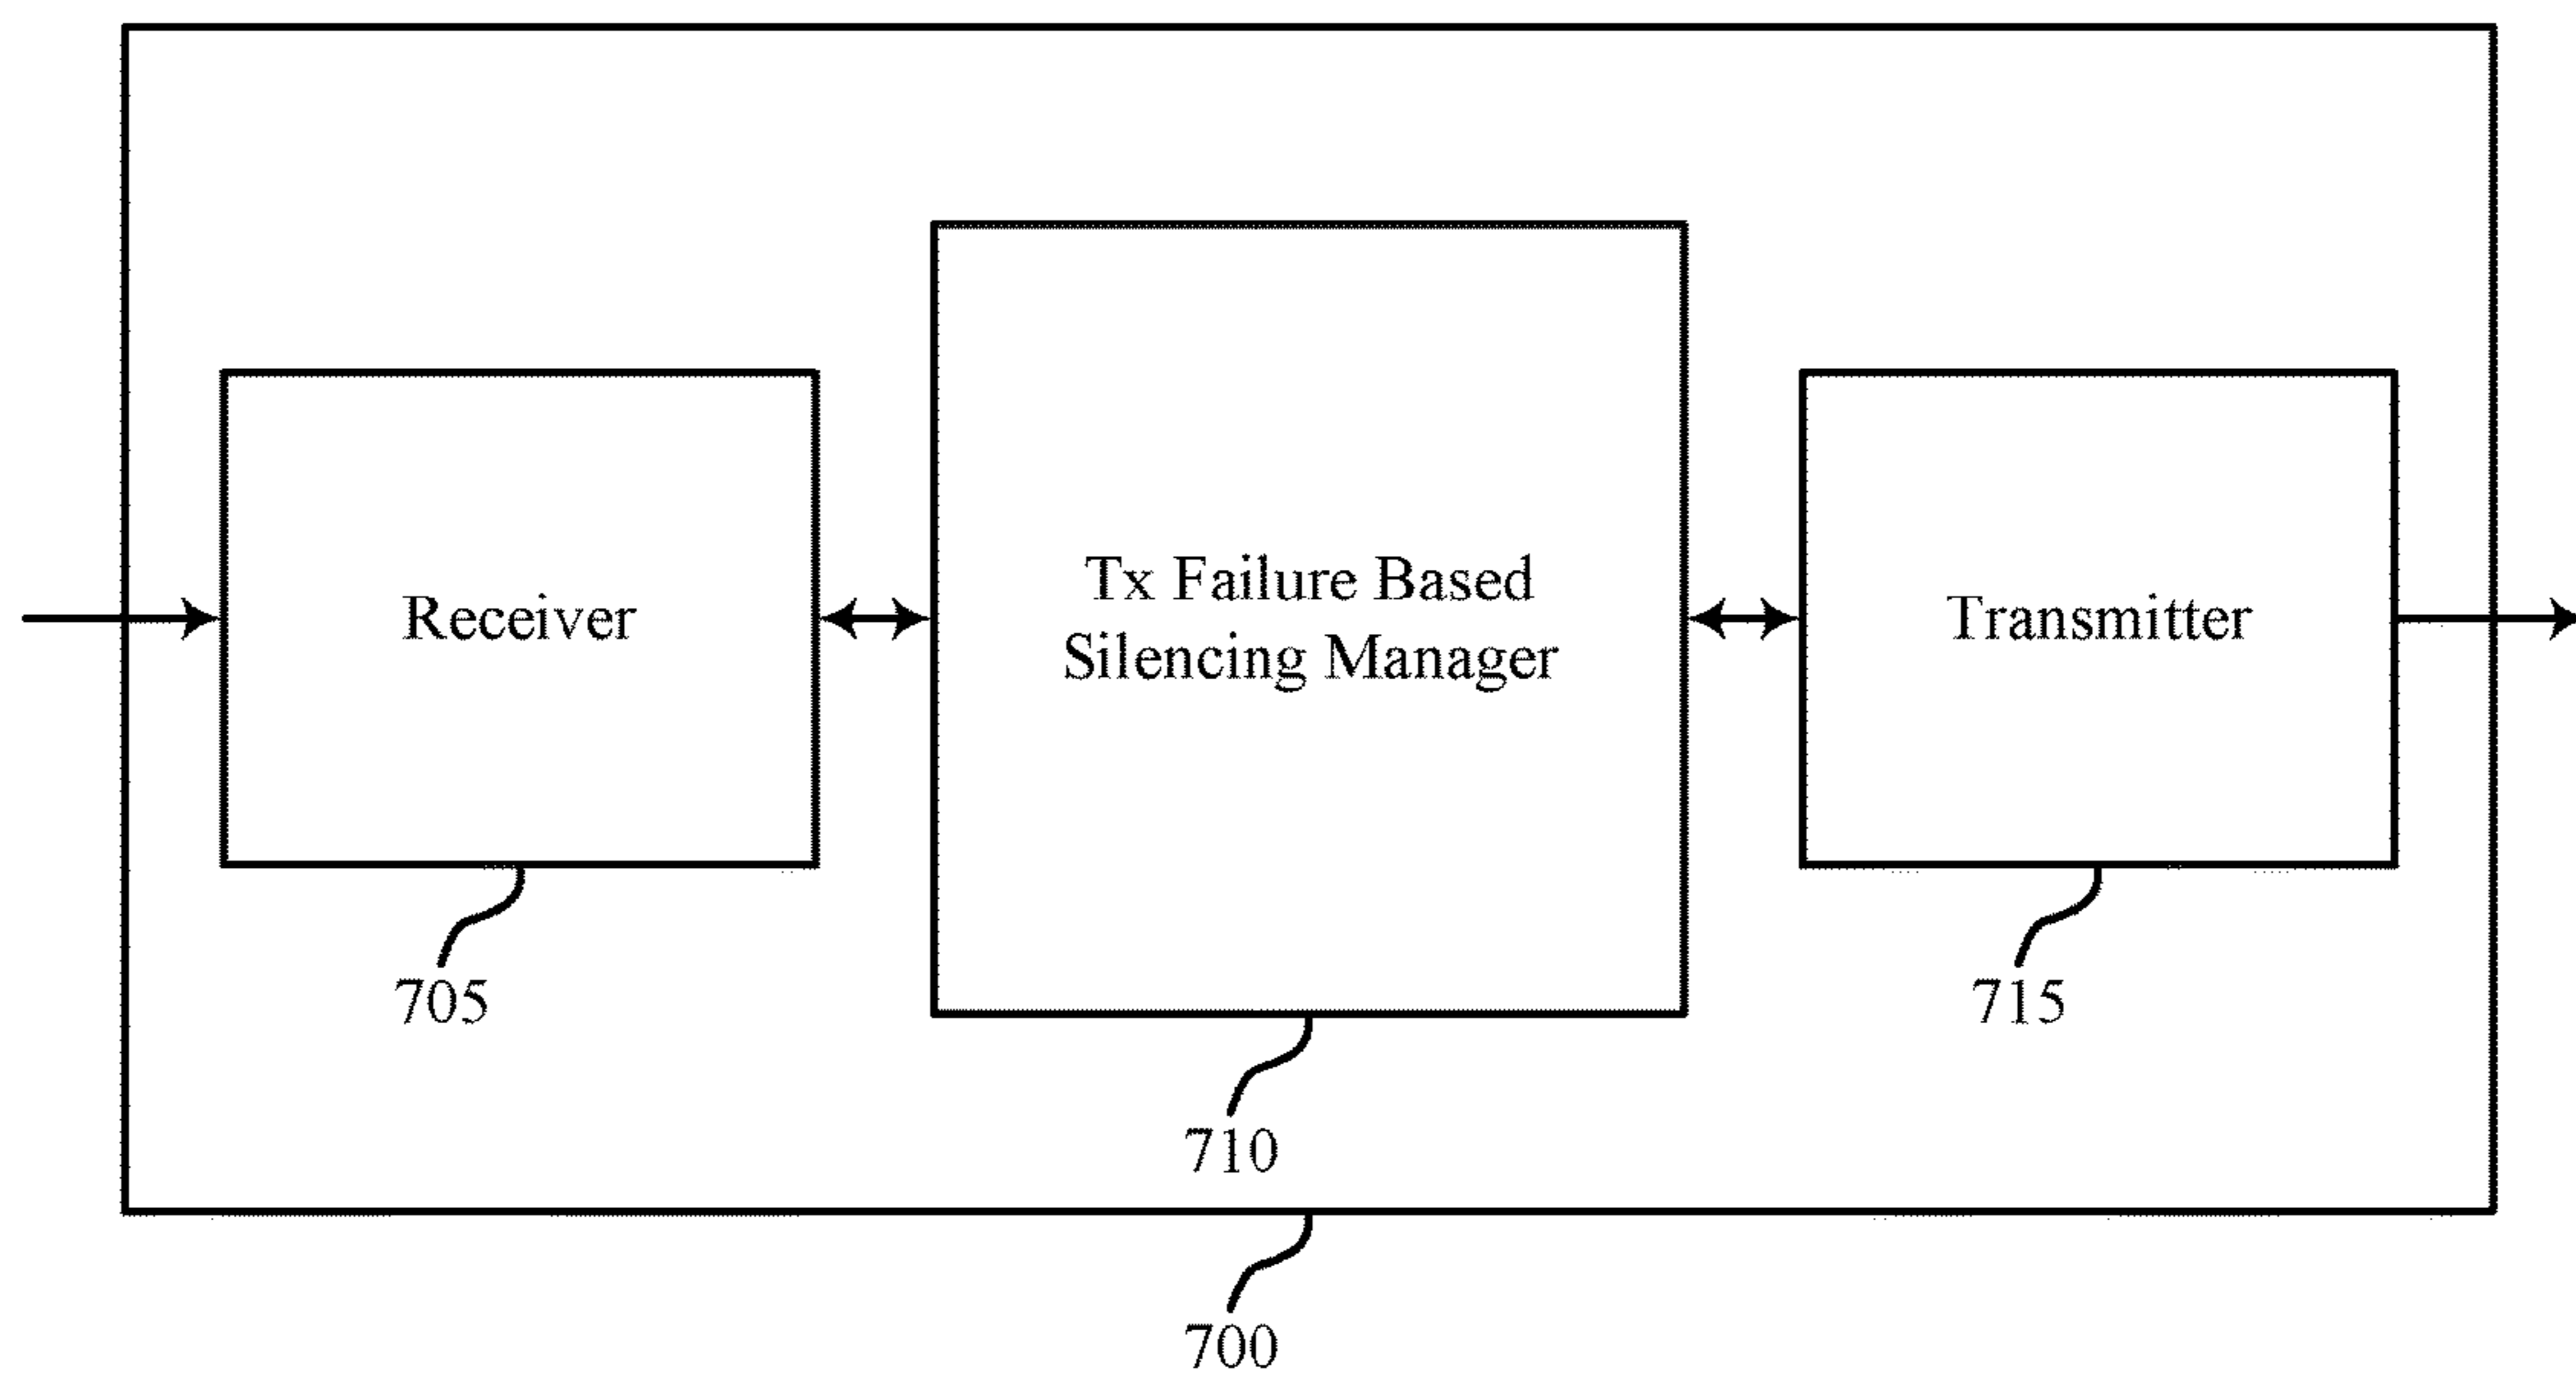 Receiver
Tx Failure Based
Silencing Manager
Transmitter
705
715
710
700